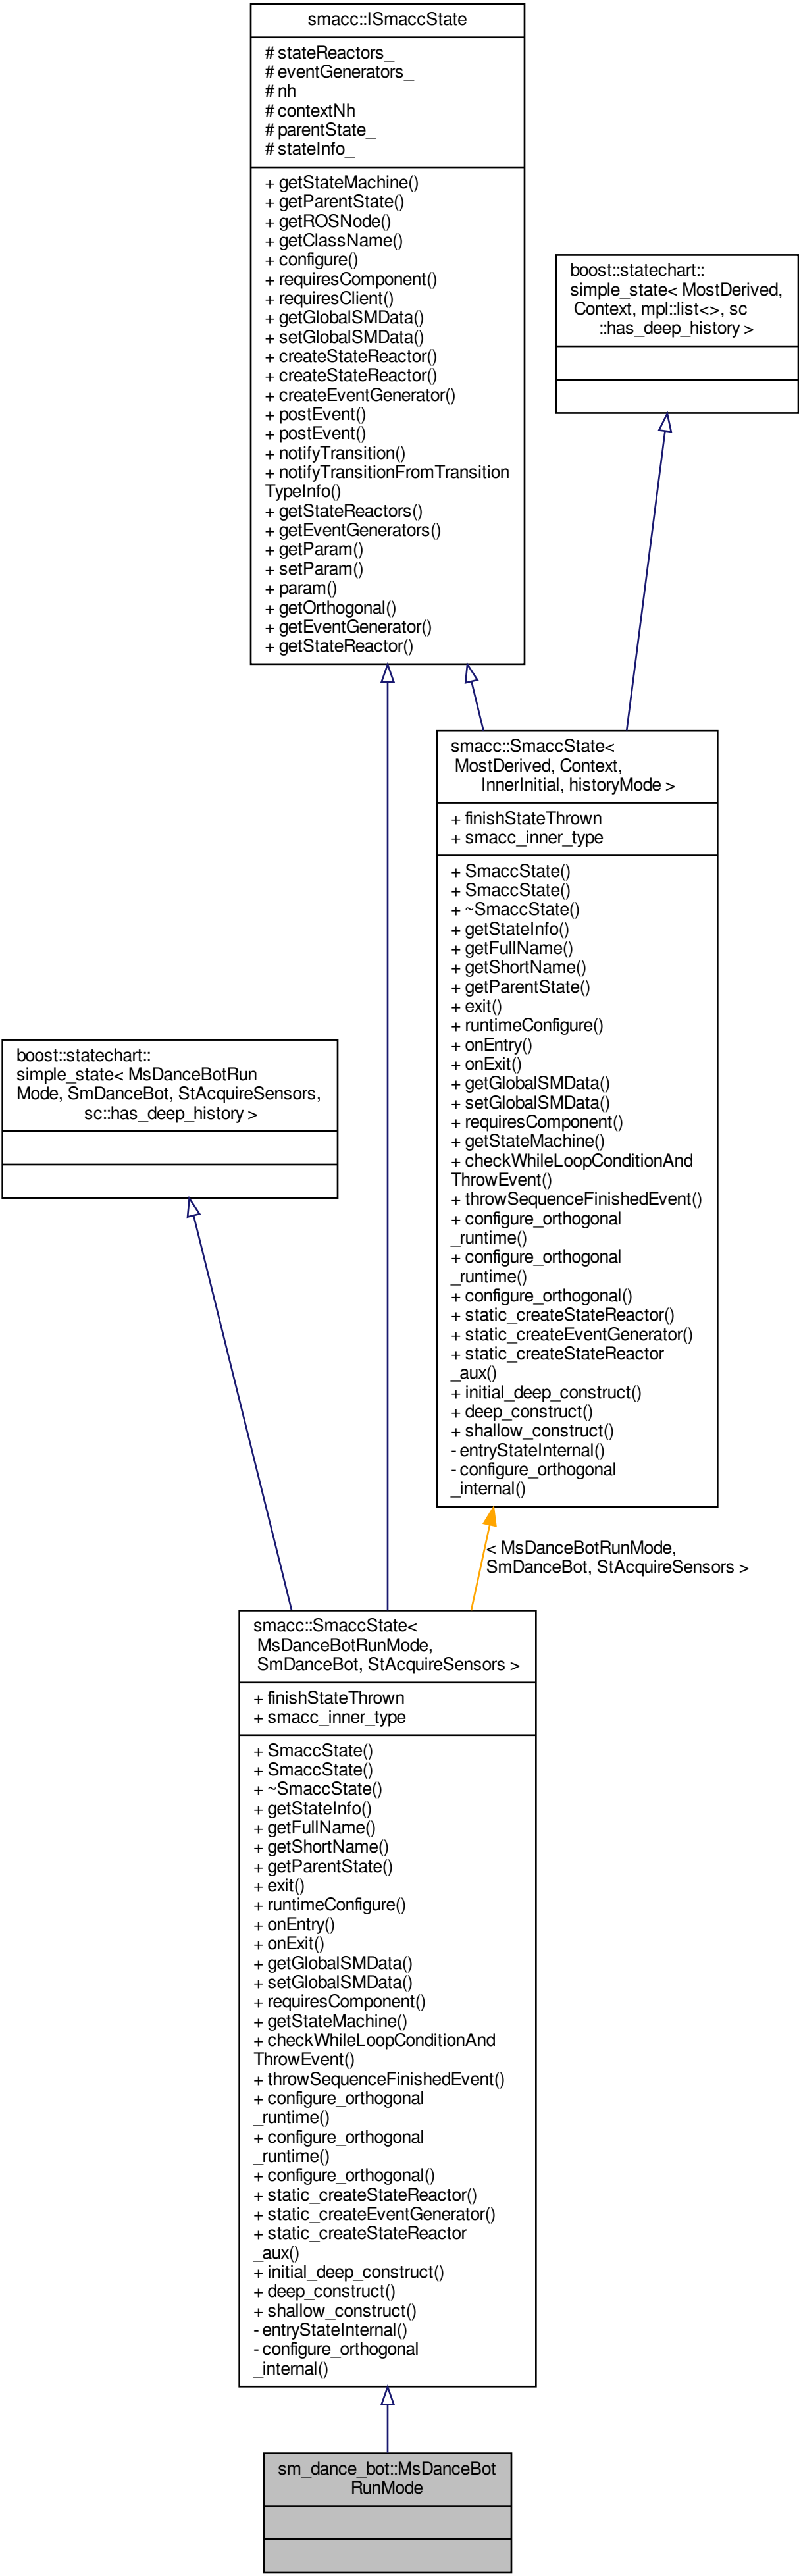 smacc::ISmaccState
# stateReactors_
# eventGenerators_
# nh
# contextNh
# parentState_
# stateInfo_
+ getStateMachine()
+ getParentState()
+ getROSNode()
+ getClassName()
+ configure()
+ requiresComponent()
+ requiresClient()
+ getGlobalSMData()
+ setGlobalSMData()
+ createStateReactor()
+ createStateReactor()
+ createEventGenerator()
+ postEvent()
+ postEvent()
+ notifyTransition()
+ notifyTransitionFromTransition
TypeInfo()
+ getStateReactors()
+ getEventGenerators()
+ getParam()
+ setParam()
+ param()
+ getOrthogonal()
+ getEventGenerator()
+ getStateReactor()
boost::statechart::
simple_state< MostDerived,
Context, mpl::list<>, sc
::has_deep_history >
smacc::SmaccState<
MostDerived, Context,
InnerInitial, historyMode >
+ finishStateThrown
+ smacc_inner_type
+ SmaccState()
+ SmaccState()
+ ~SmaccState()
+ getStateInfo()
+ getFullName()
+ getShortName()
+ getParentState()
+ exit()
+ runtimeConfigure()
+ onEntry()
+ onExit()
+ getGlobalSMData()
+ setGlobalSMData()
+ requiresComponent()
+ getStateMachine()
+ checkWhileLoopConditionAnd
ThrowEvent()
+ throwSequenceFinishedEvent()
+ configure_orthogonal
_runtime()
+ configure_orthogonal
_runtime()
+ configure_orthogonal()
+ static_createStateReactor()
+ static_createEventGenerator()
+ static_createStateReactor
_aux()
+ initial_deep_construct()
+ deep_construct()
+ shallow_construct()
- entryStateInternal()
- configure_orthogonal
_internal()
boost::statechart::
simple_state< MsDanceBotRun
Mode, SmDanceBot, StAcquireSensors,
sc::has_deep_history >
< MsDanceBotRunMode,
SmDanceBot, StAcquireSensors >
smacc::SmaccState<
MsDanceBotRunMode,
SmDanceBot, StAcquireSensors >
+ finishStateThrown
+ smacc_inner_type
+ SmaccState()
+ SmaccState()
+ ~SmaccState()
+ getStateInfo()
+ getFullName()
+ getShortName()
+ getParentState()
+ exit()
+ runtimeConfigure()
+ onEntry()
+ onExit()
+ getGlobalSMData()
+ setGlobalSMData()
+ requiresComponent()
+ getStateMachine()
+ checkWhileLoopConditionAnd
ThrowEvent()
+ throwSequenceFinishedEvent()
+ configure_orthogonal
_runtime()
+ configure_orthogonal
_runtime()
+ configure_orthogonal()
+ static_createStateReactor()
+ static_createEventGenerator()
+ static_createStateReactor
_aux()
+ initial_deep_construct()
+ deep_construct()
+ shallow_construct()
- entryStateInternal()
- configure_orthogonal
_internal()
sm_dance_bot::MsDanceBot
RunMode